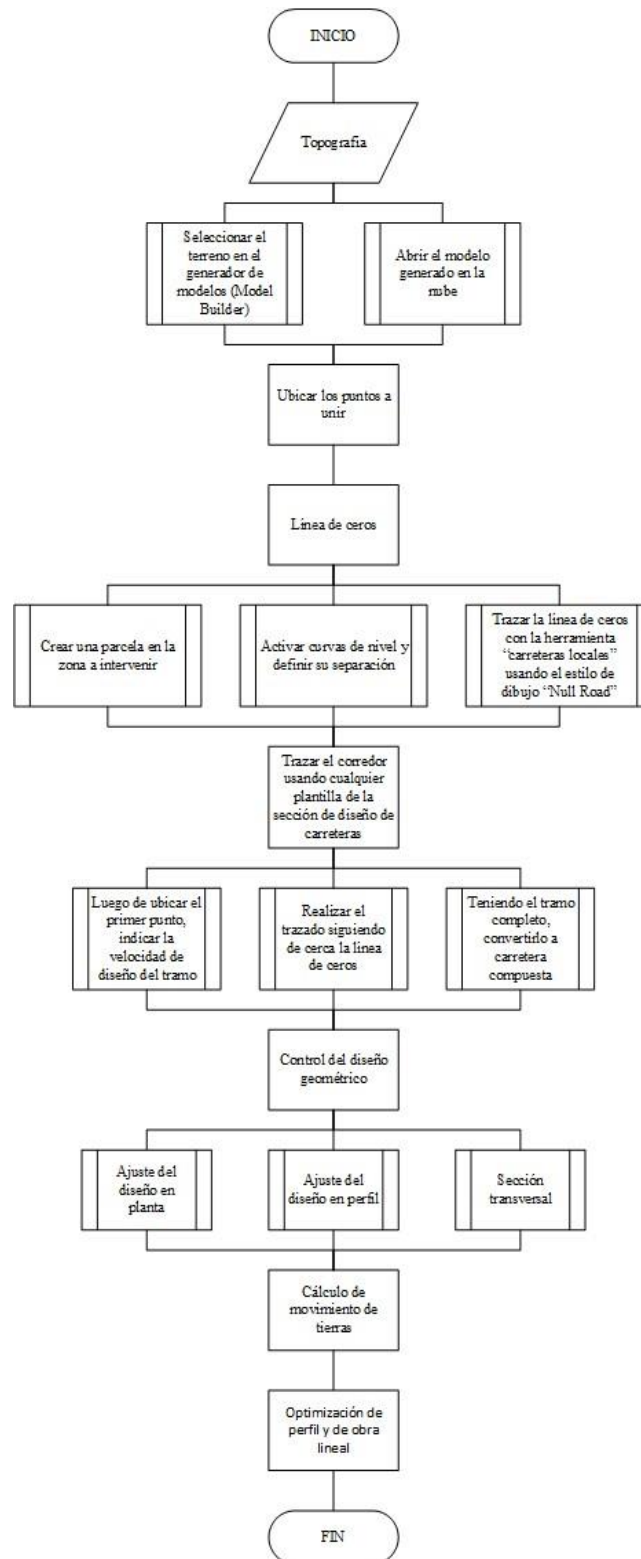 INICIO
Topografia
Seleccionar el
terreno en el
generador de
modelos (Model
Builder)
Abrir el modelo
generado en la
nube
Ubicar los puntos a
unir
Línea de ceros
Crear una parcela en la
zona a intervenir
Activar curvas de nivel y
definir su separación
Trazar la línea de ceros
con la herramienta
“carreteras locales”
usando el estilo de
dibujo “Null Road”
Trazar el corredor
usando cualquier
plantilla de la
sección de diseño de
carreteras
Luego de ubicar el
primer punto,
indicar la
velocidad de
diseño del tramo
Realizar el
trazado siguiendo
de cerca la línea
de ceros
Teniendo el tramo
completo,
convertirlo a
carretera
compuesta
Control del diseño
geométrico
Ajuste del
diseño en
planta
Ajuste del
diseño en perfil
Sección
transversal
Cálculo de
movimiento de
tierras
Optimización de
perfil y de obra
lineal
FIN